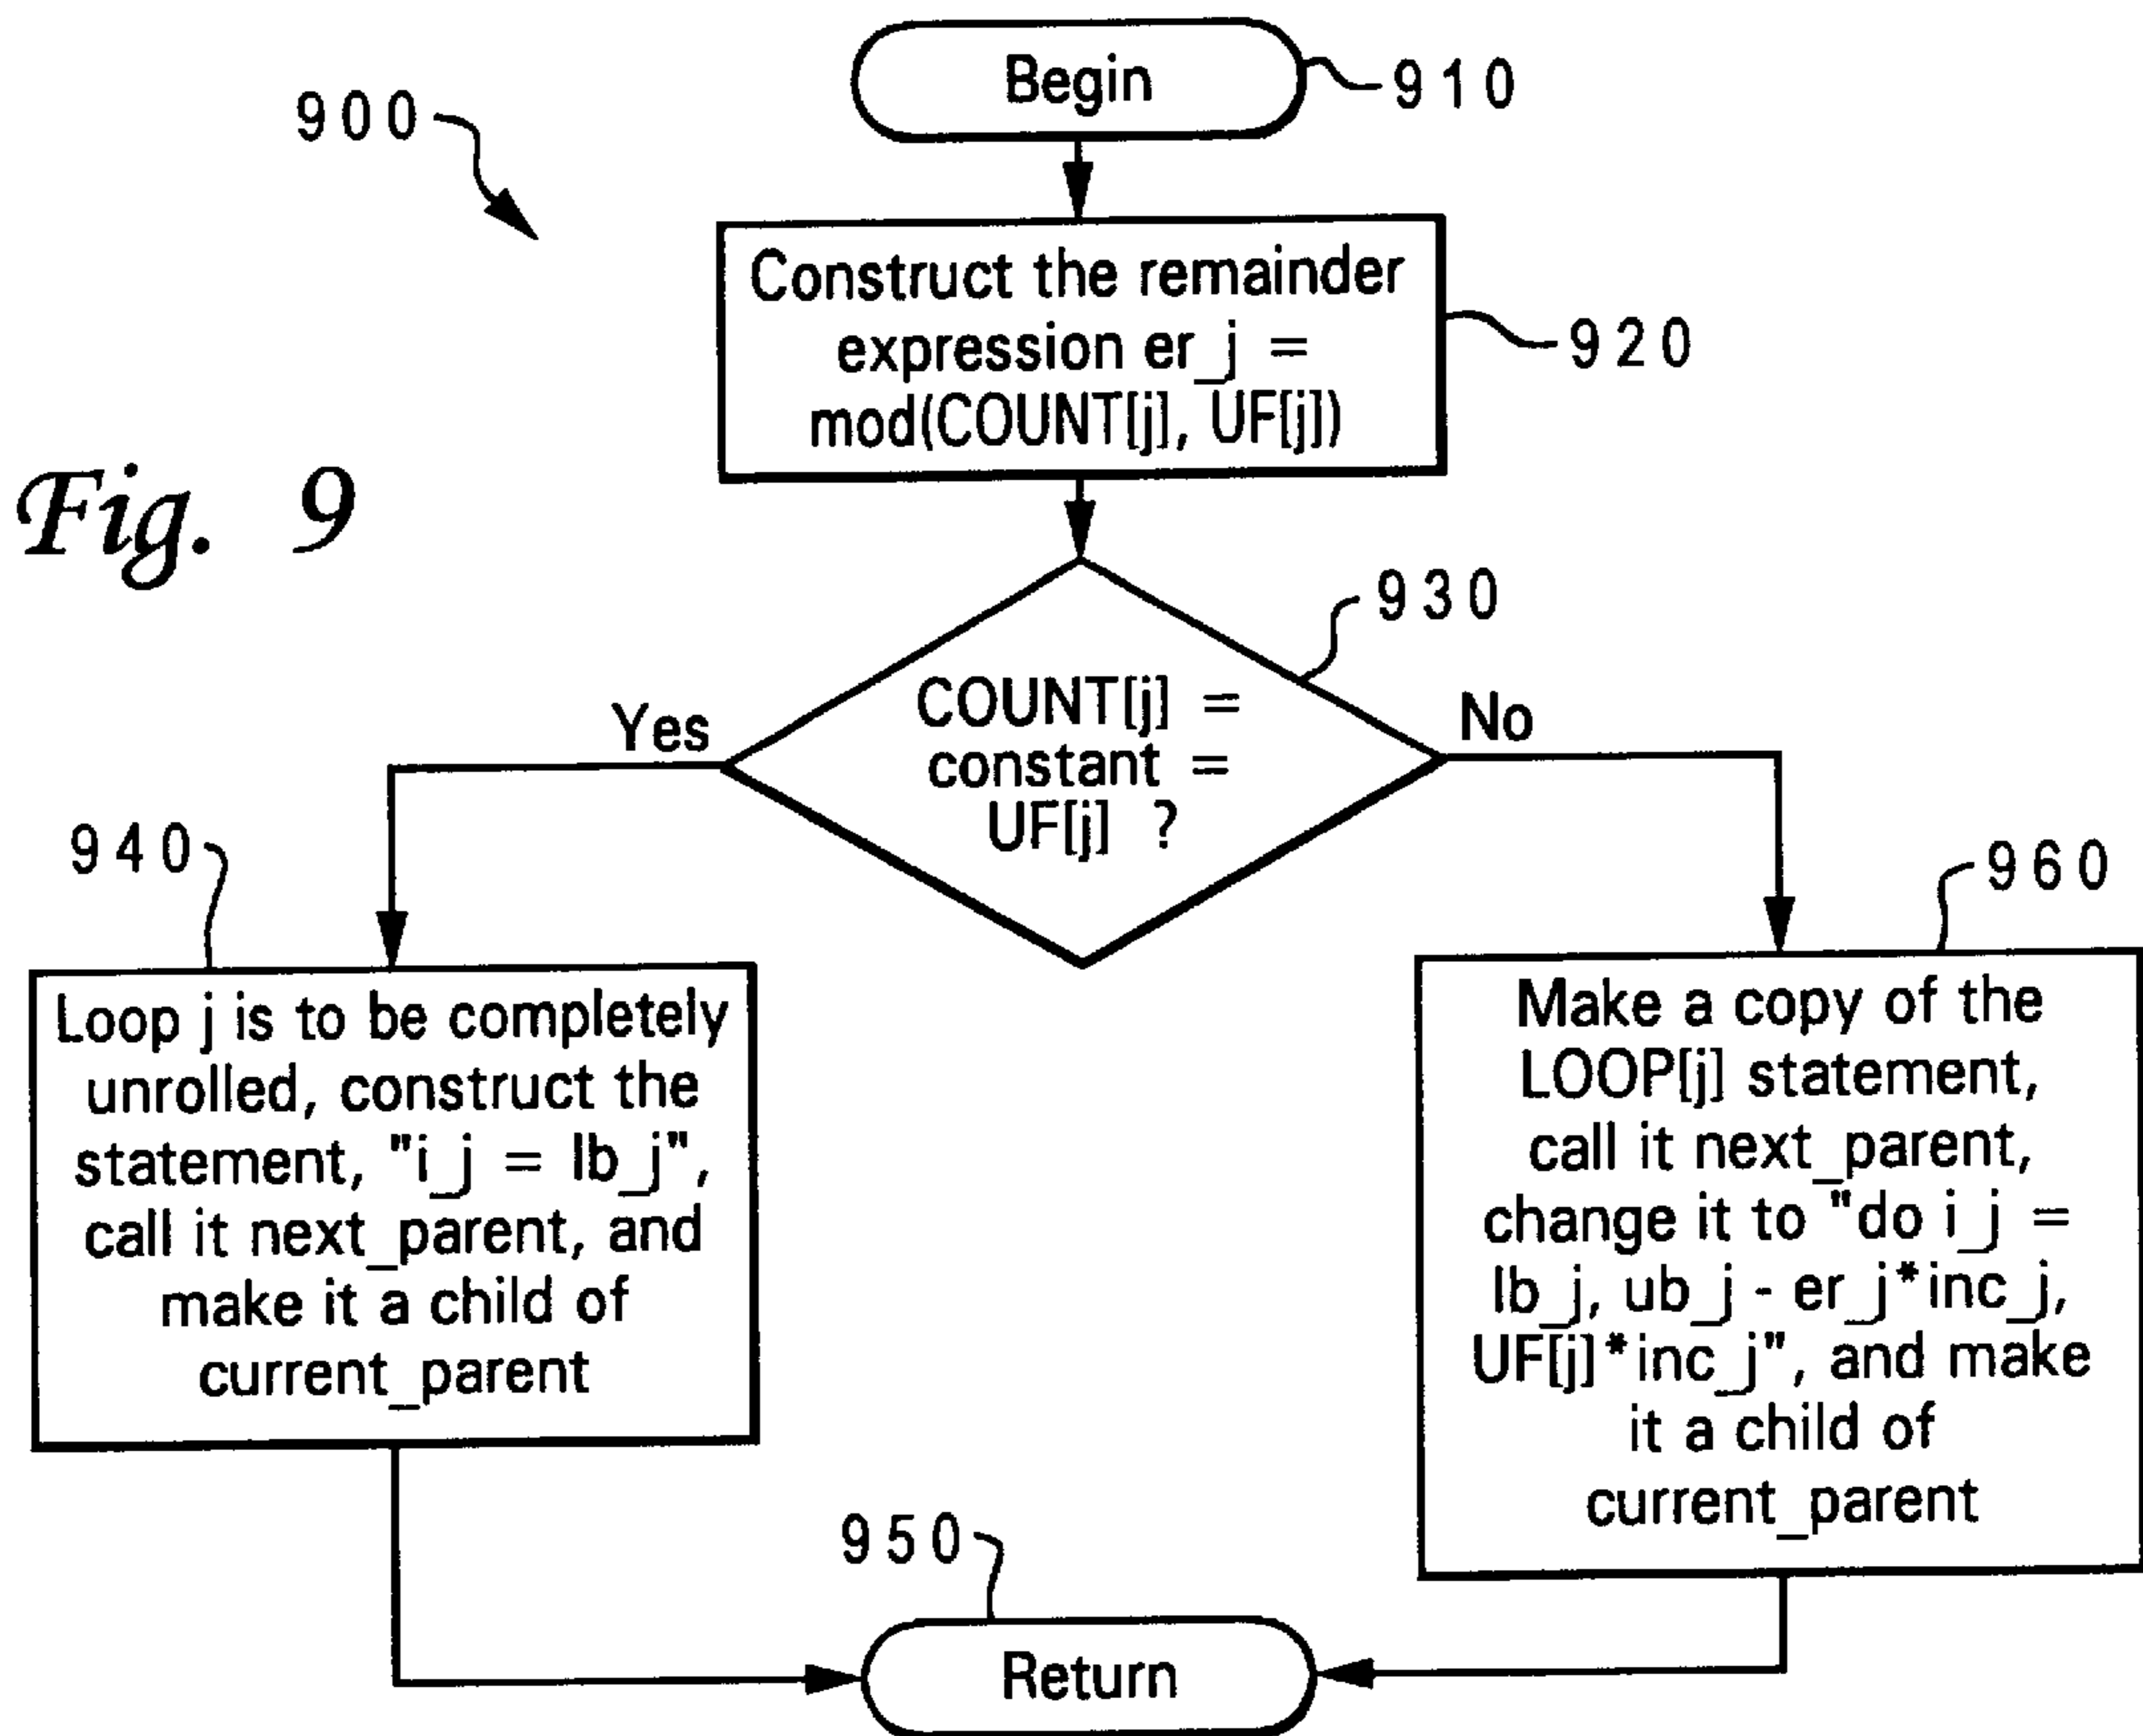 Begin
910
900
Construct the remainder
expression er_j =
mod(COUNT[j], UF[j])
920
Fig. 9
930
COUNT[j] =
constant =
UF[j] ?
Yes
No
940
Loop j is to be completely
unrolled, construct the
statement, "i_j = lb_j",
call it next_parent, and
make it a child of
current_parent
960
Make a copy of the
LOOP[j] statement,
call it next_parent,
change it to "do i_j =
lb_j, ub_j - er_j*inc_j,
UF[j]*inc_j", and make
it a child of
current_parent
950
Return